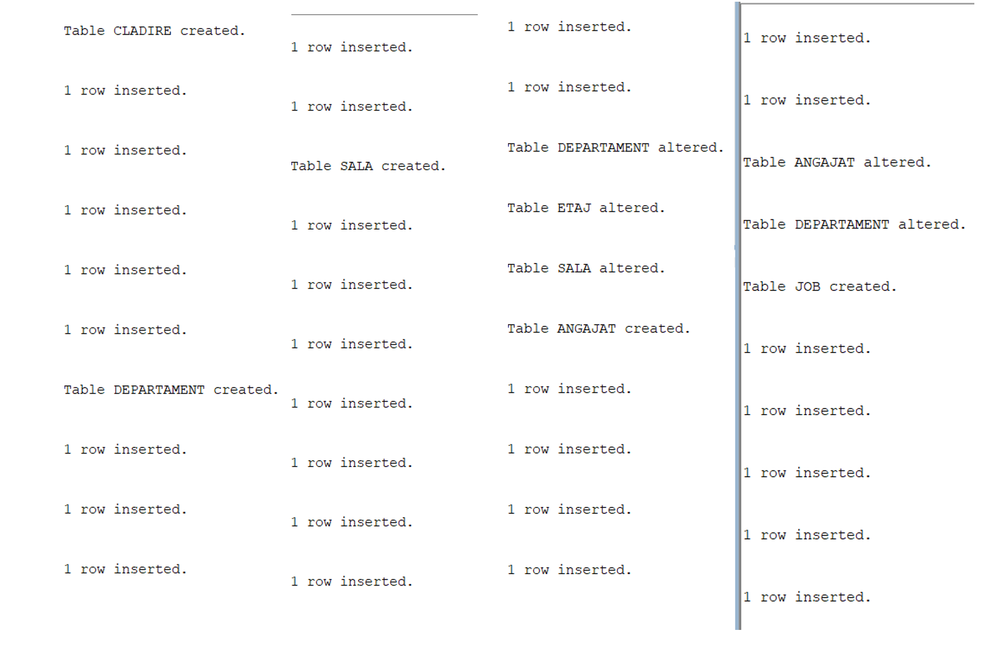 Table CLADIRE created.
1 row inserted.
1 row inserted.
1 row inserted.
1 row inserted.
1 row inserted.
Table DEPARTAMENT created.
1 row inserted.
1 row inserted.
1 row inserted.
1 row inserted.
1 row inserted.
Table SALA created.
1 row inserted.
1 row inserted.
1 row inserted.
1 row inserted.
1 row inserted.
1 row inserted.
1 row inserted.
1 row inserted.
1 row inserted.
Table DEPARTAMENT altered.
Table ETAJ altered.
Table SALA altered.
Table ANGAJAT created.
1 row inserted.
1 row inserted.
1 row inserted.
1 row inserted.
1 row inserted.
1 row inserted.
Table ANGAJAT altered.
Table DEPARTAMENT altered.
Table JOB created.
1 row inserted.
1 row inserted.
1 row inserted.
1 row inserted.
1 row inserted.